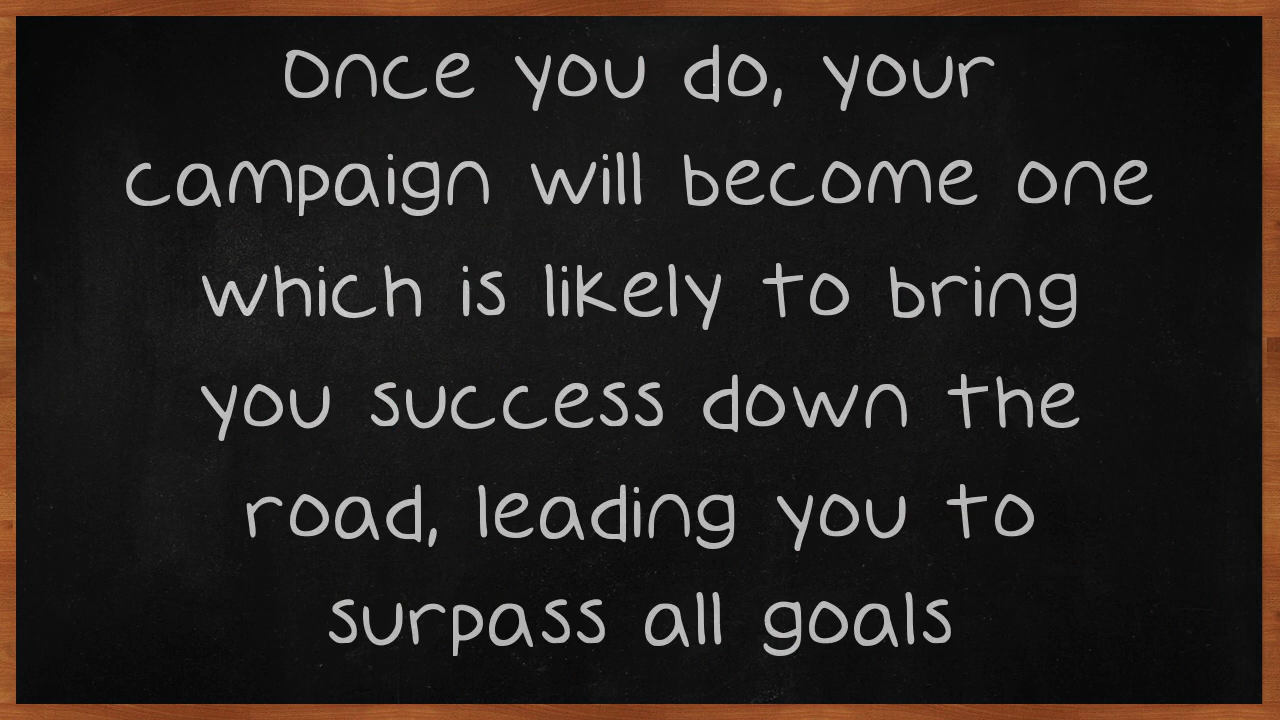 Once you do, your
campaign will become one
which is likely to bring
you success down the
road, leading you to
surpass all goals